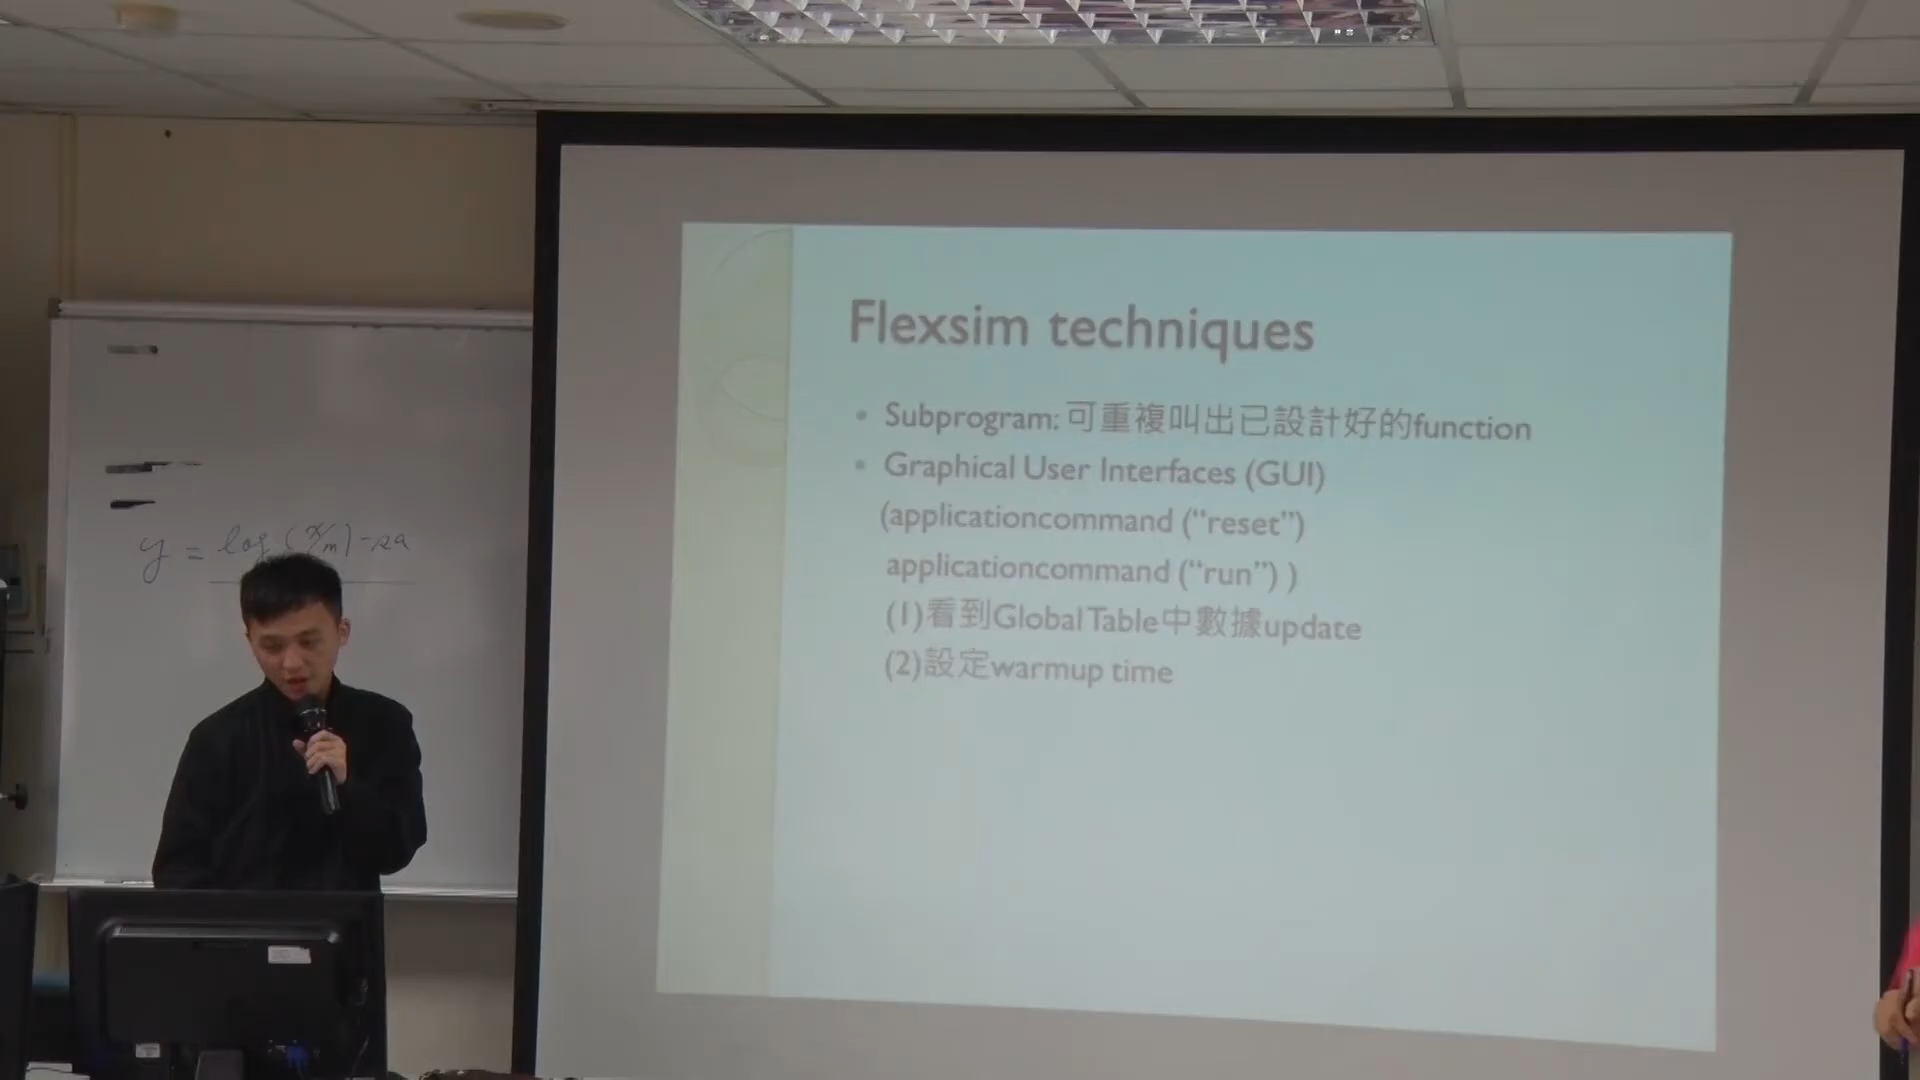 Flexsim techniques
Subprogram: 可重複叫出已設計好的function
Graphical User Interfaces (GUI)
(applicationcommand (“reset”)
applicationcommand (“run”) )
(1)看到Global Table中數據update
(2)設定warmup time
y = log (x/m) - za